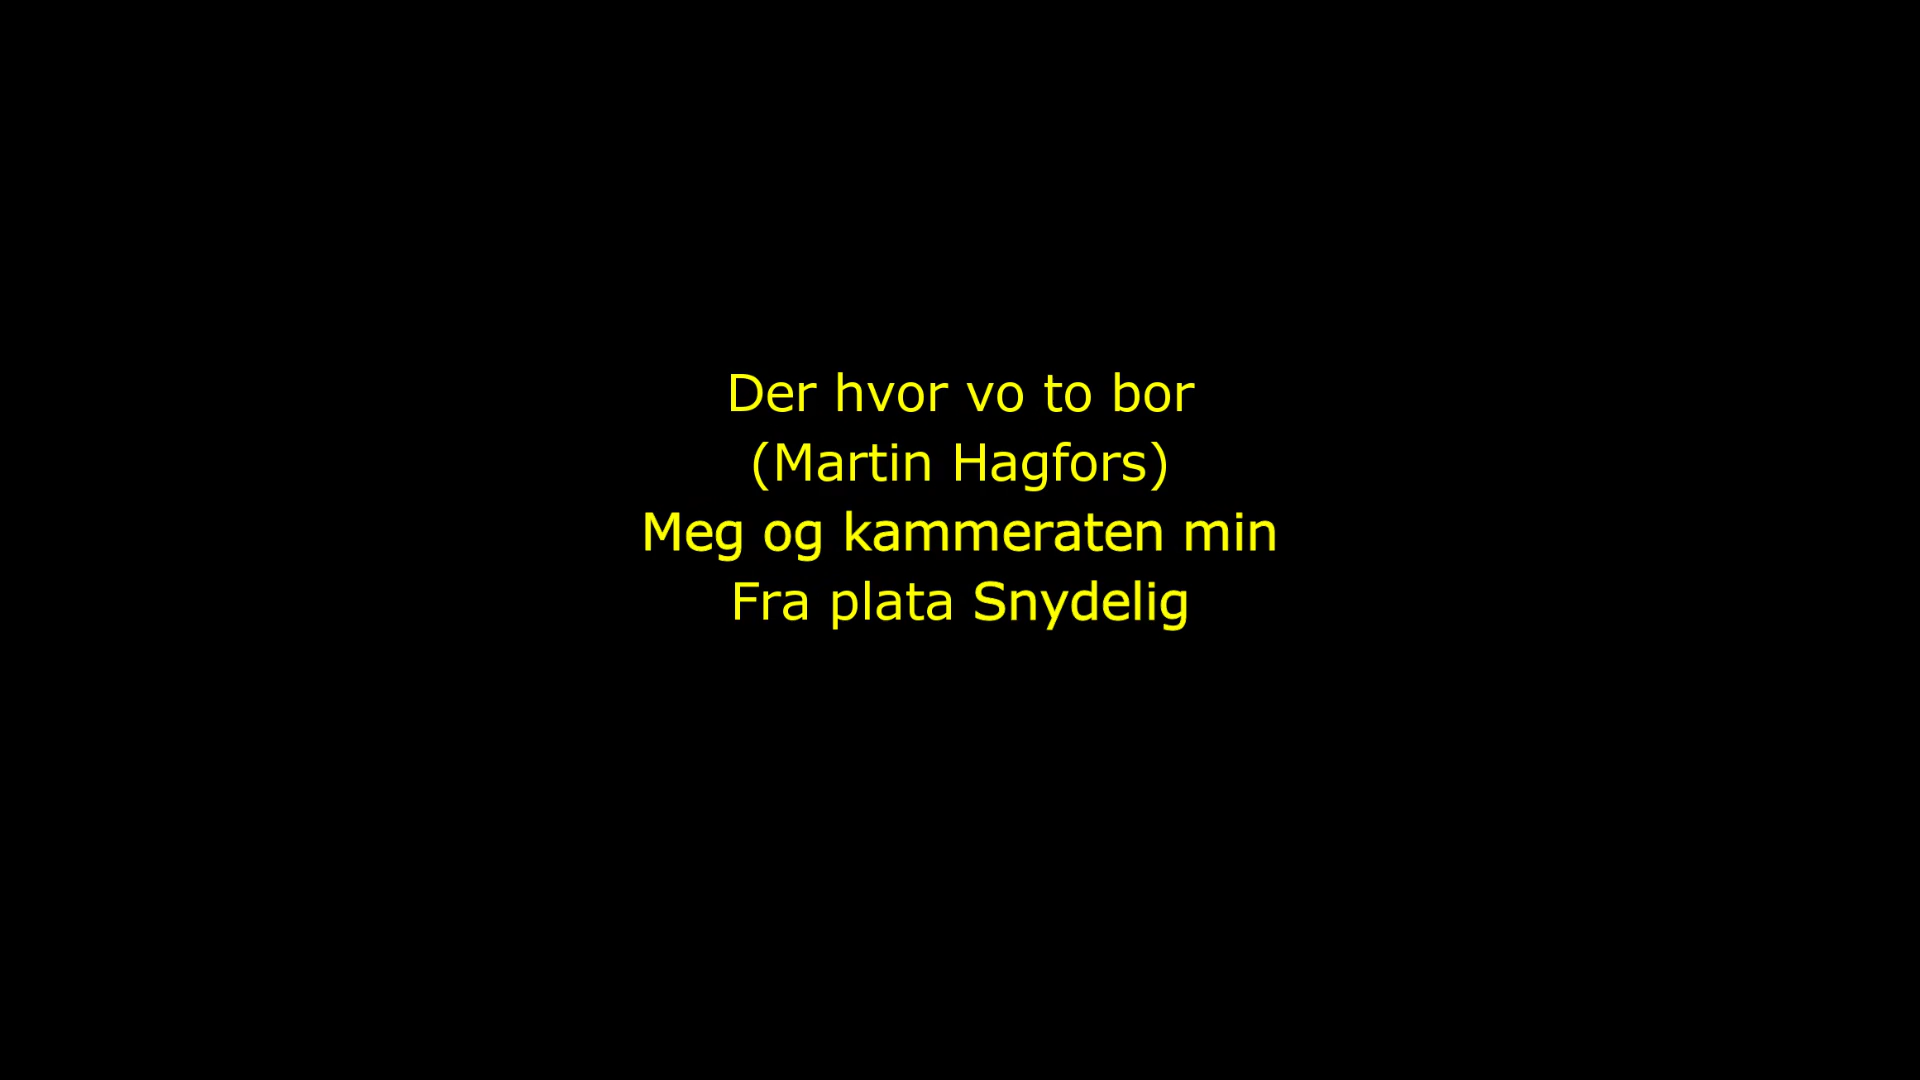 Der hvor vo to bor
(Martin Hagfors)
Meg og kammeraten min
Fra plata Snydelig